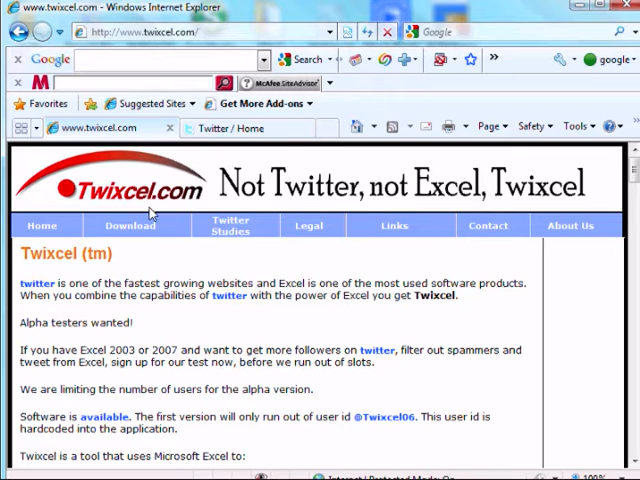 www.twixcel.com - Windows Internet Explorer
http://www.twixcel.com/
Google
Google
Search
google
McAfee SiteAdvisor
Favorites
Suggested Sites
Get More Add-ons
www.twixcel.com
Twitter / Home
Page
Safety
Tools
Twixcel.com
Not Twitter, not Excel, Twixcel
Home
Download
Twitter
Studies
Legal
Links
Contact
About Us
Twixcel (tm)
twitter is one of the fastest growing websites and Excel is one of the most used software products.
When you combine the capabilities of twitter with the power of Excel you get Twixcel.
Alpha testers wanted!
If you have Excel 2003 or 2007 and want to get more followers on twitter, filter out spammers and
tweet from Excel, sign up for our test now, before we run out of slots.
We are limiting the number of users for the alpha version.
Software is available. The first version will only run out of user id @Twixcel06. This user id is
hardcoded into the application.
Twixcel is a tool that uses Microsoft Excel to:
Internet | Protected Mode: On
100%